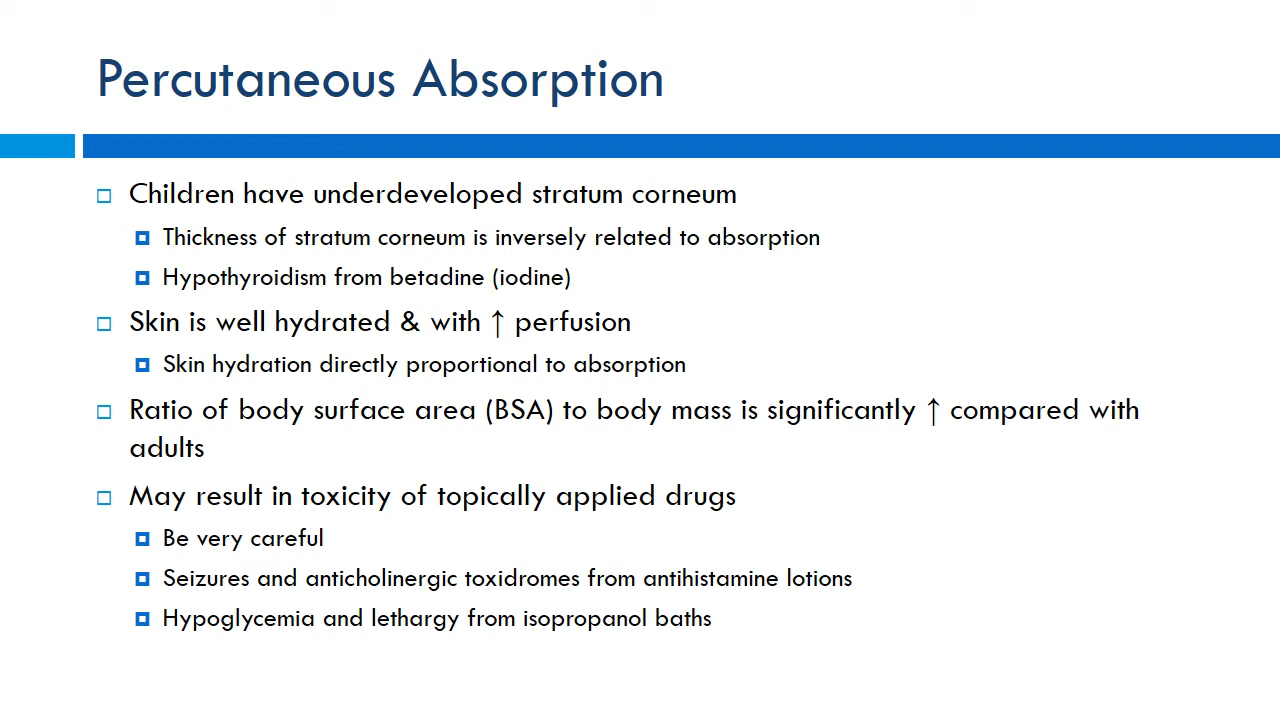 Percutaneous Absorption
Children have underdeveloped stratum corneum
Thickness of stratum corneum is inversely related to absorption
Hypothyroidism from betadine (iodine)
Skin is well hydrated & with ↑ perfusion
Skin hydration directly proportional to absorption
Ratio of body surface area (BSA) to body mass is significantly ↑ compared with
adults
May result in toxicity of topically applied drugs
Be very careful
Seizures and anticholinergic toxidromes from antihistamine lotions
Hypoglycemia and lethargy from isopropanol baths